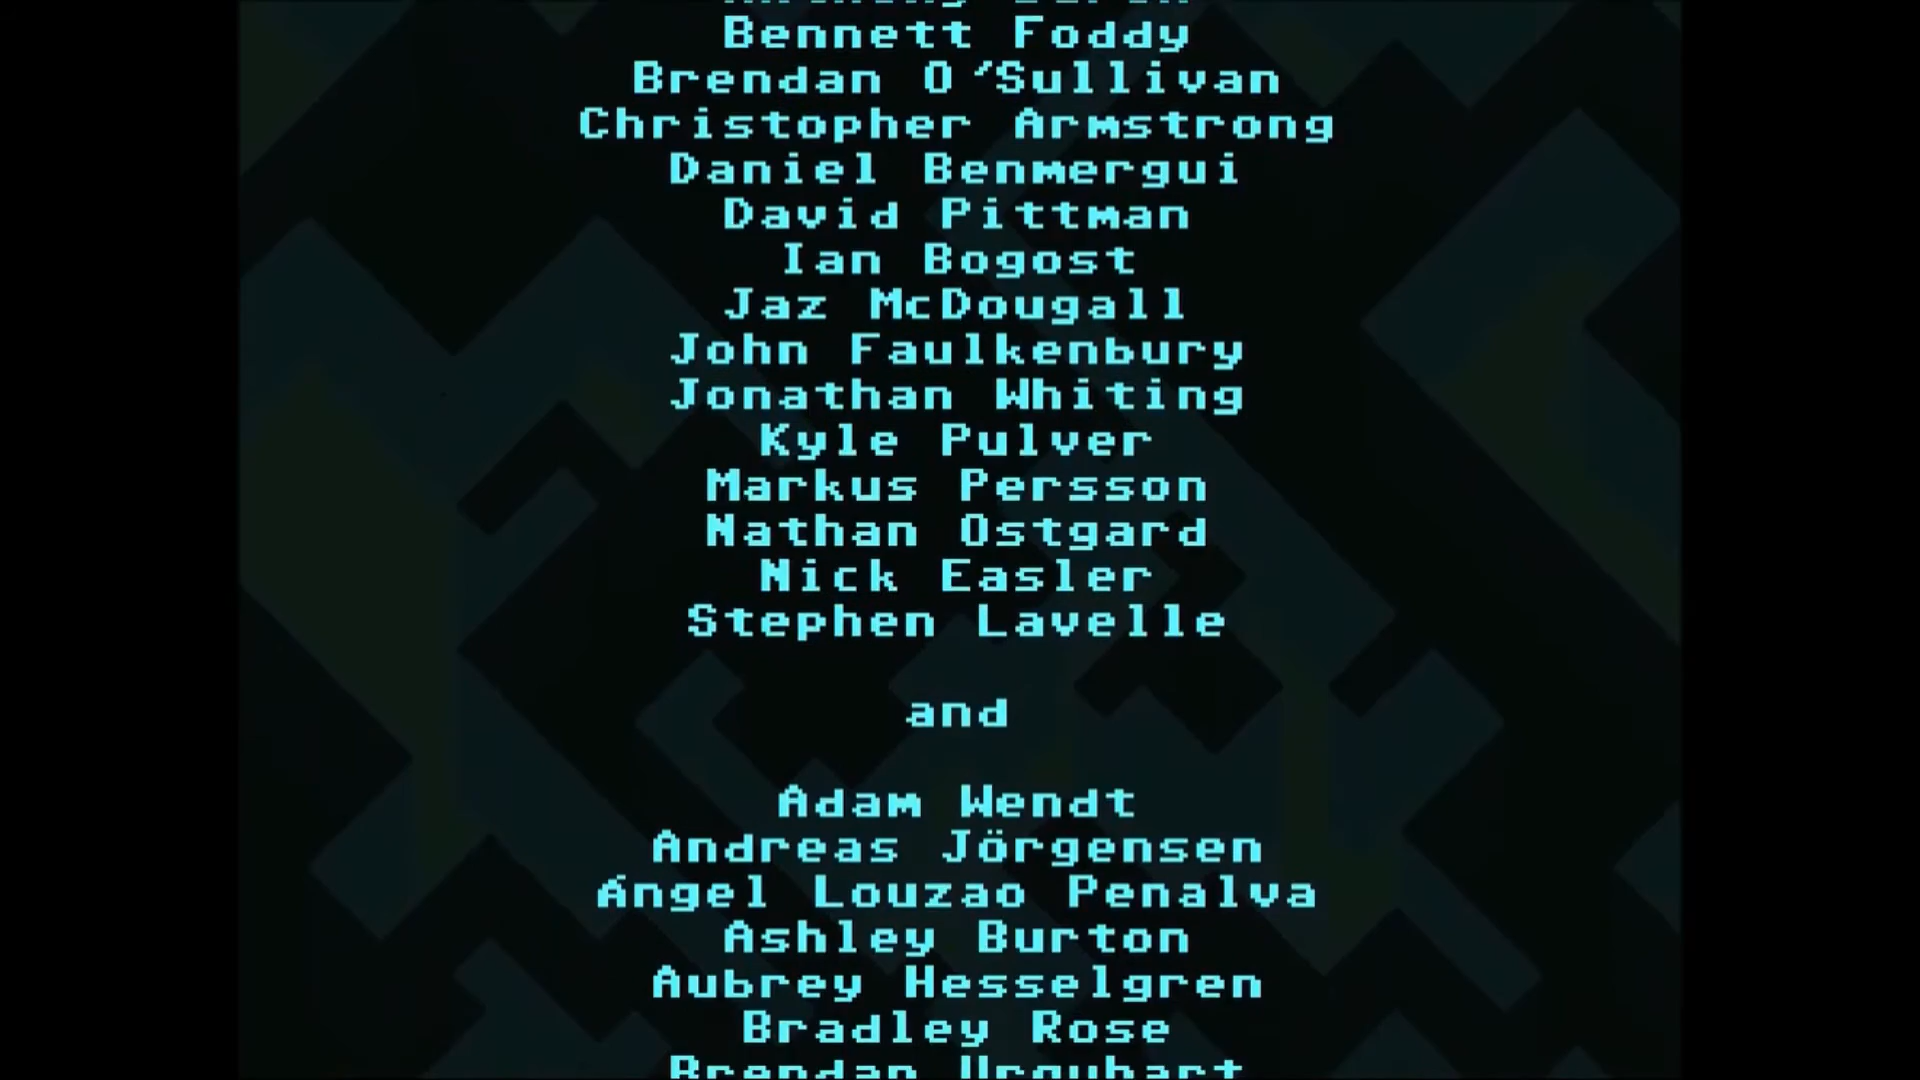 Bennett Foddy
Brendan O'Sullivan
Christopher Armstrong
Daniel Benmergui
David Pittman
Ian Bogost
Jaz McDougall
John Faulkenbury
Jonathan Whiting
Kyle Pulver
Markus Persson
Nathan Ostgard
Nick Easler
Stephen Lavelle
and
Adam Wendt
Andreas Jörgensen
Ángel Louzao Penalva
Ashley Burton
Aubrey Hesselgren
Bradley Rose
Brendan Urquhart